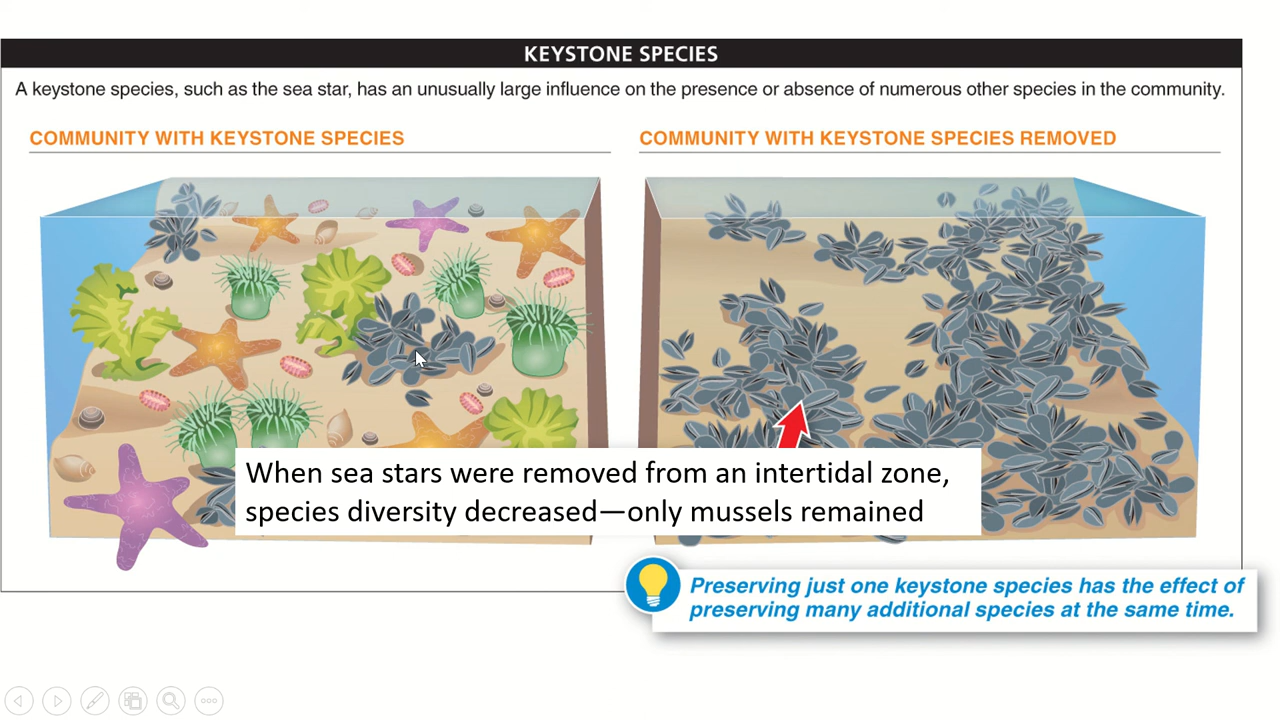 KEYSTONE SPECIES
A keystone species, such as the sea star, has an unusually large influence on the presence or absence of numerous other species in the community.
COMMUNITY WITH KEYSTONE SPECIES
COMMUNITY WITH KEYSTONE SPECIES REMOVED
When sea stars were removed from an intertidal zone,
species diversity decreased—only mussels remained
Preserving just one keystone species has the effect of
preserving many additional species at the same time.